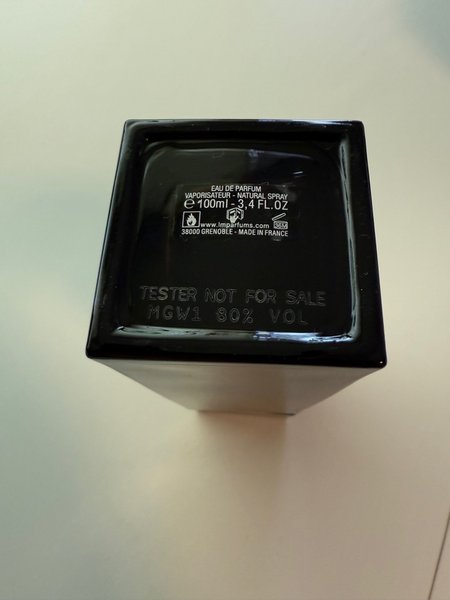 EAU DE PARFUM
VAPORISATEUR - NATURAL SPRAY
℮ 100ml - 3,4 FL.OZ
www.lmparfums.com 36M
38000 GRENOBLE - MADE IN FRANCE
TESTER NOT FOR SALE
MGW1 80% VOL